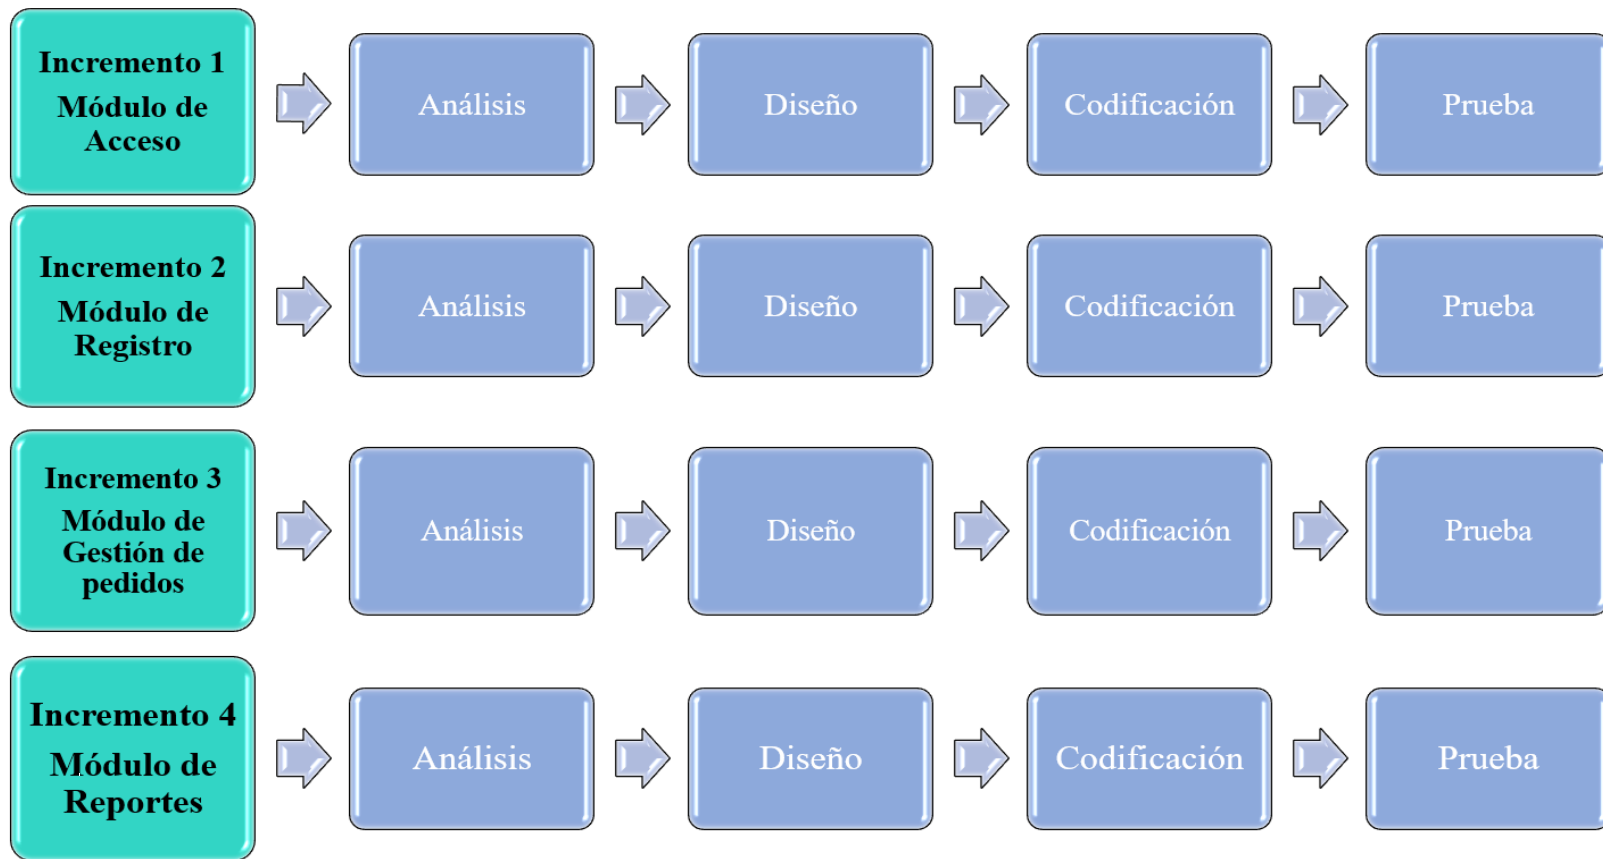 Incremento 1
Módulo de
Acceso
Análisis
Diseño
Codificación
Prueba
Incremento 2
Módulo de
Registro
Análisis
Diseño
Codificación
Prueba
Incremento 3
Módulo de
Gestión de
pedidos
Análisis
Diseño
Codificación
Prueba
Incremento 4
Módulo de
Reportes
Análisis
Diseño
Codificación
Prueba